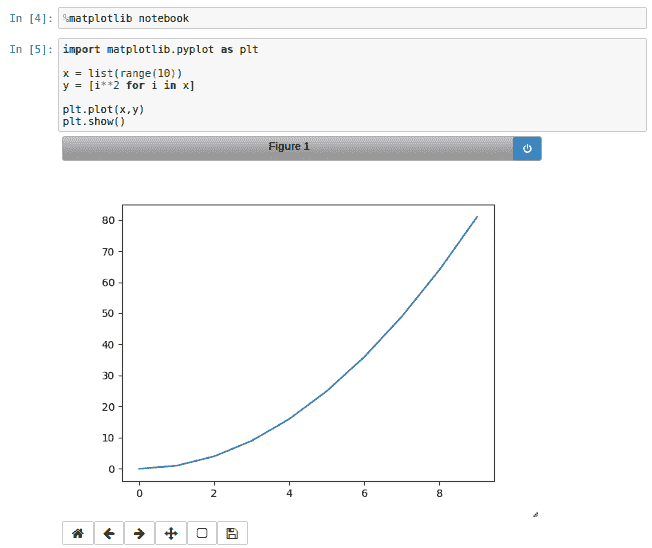 In [4]: %matplotlib notebook
In [5]: import matplotlib.pyplot as plt
x = list(range(10))
y = [i**2 for i in x]
plt.plot(x,y)
plt.show()
Figure 1
80
70
60
50
40
30
20
10
0
0 2 4 6 8